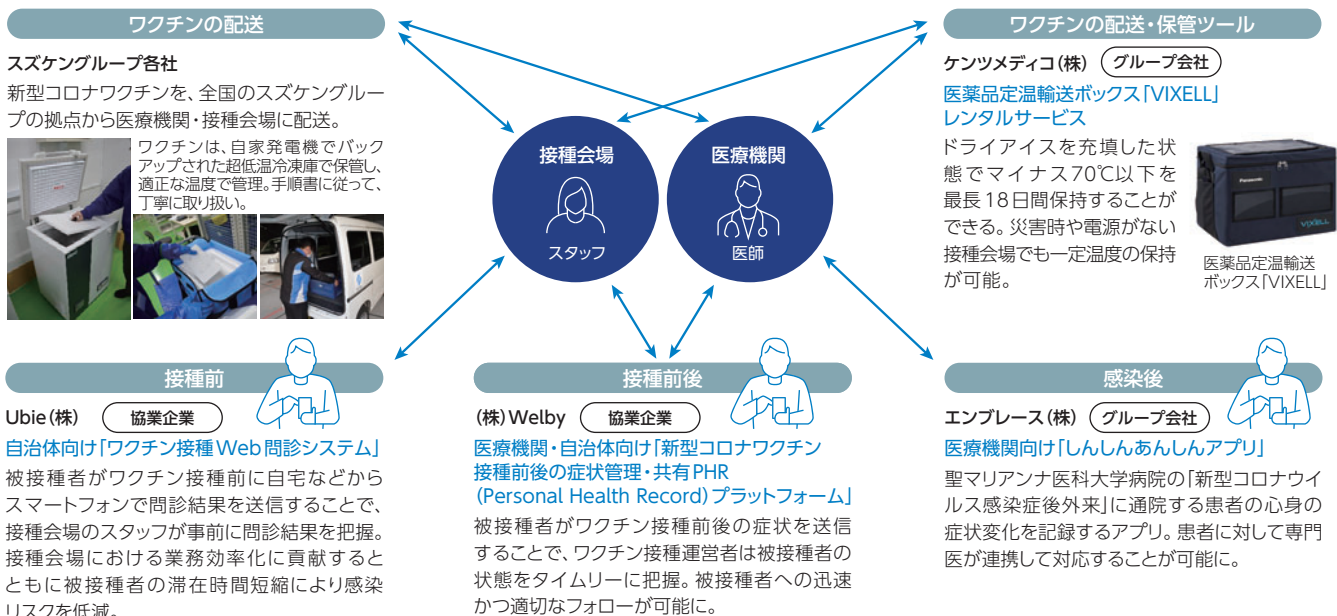 ワクチンの配送
スズケングループ各社
新型コロナワクチンを、全国のスズケングルー
プの拠点から医療機関・接種会場に配送。
ワクチンは、自家発電機でバック
アップされた超低温冷凍庫で保管し、
適正な温度で管理。手順書に従って、
丁寧に取り扱い。
接種会場
スタッフ
医療機関
医師
ワクチンの配送・保管ツール
ケンツメディコ(株) グループ会社
医薬品定温輸送ボックス「VIXELL」
レンタルサービス
ドライアイスを充填した状
態でマイナス70℃以下を
最長18日間保持することが
できる。災害時や電源がない
接種会場でも一定温度の保持
が可能。
Panasonic
VIXELL
医薬品定温輸送
ボックス「VIXELL」
接種前
Ubie(株) 協業企業
自治体向け「ワクチン接種Web問診システム」
被接種者がワクチン接種前に自宅などから
スマートフォンで問診結果を送信することで、
接種会場のスタッフが事前に問診結果を把握。
接種会場における業務効率化に貢献すると
ともに被接種者の滞在時間短縮により感染
リスクを低減。
接種前後
(株)Welby 協業企業
医療機関・自治体向け「新型コロナワクチン
接種前後の症状管理・共有PHR
(Personal Health Record)プラットフォーム」
被接種者がワクチン接種前後の症状を送信
することで、ワクチン接種運営者は被接種者の
状態をタイムリーに把握。被接種者への迅速
かつ適切なフォローが可能に。
感染後
エンブレース(株) グループ会社
医療機関向け「しんしんあんしんアプリ」
聖マリアンナ医科大学病院の「新型コロナウイ
ルス感染症後外来」に通院する患者の心身の
症状変化を記録するアプリ。患者に対して専門
医が連携して対応することが可能に。